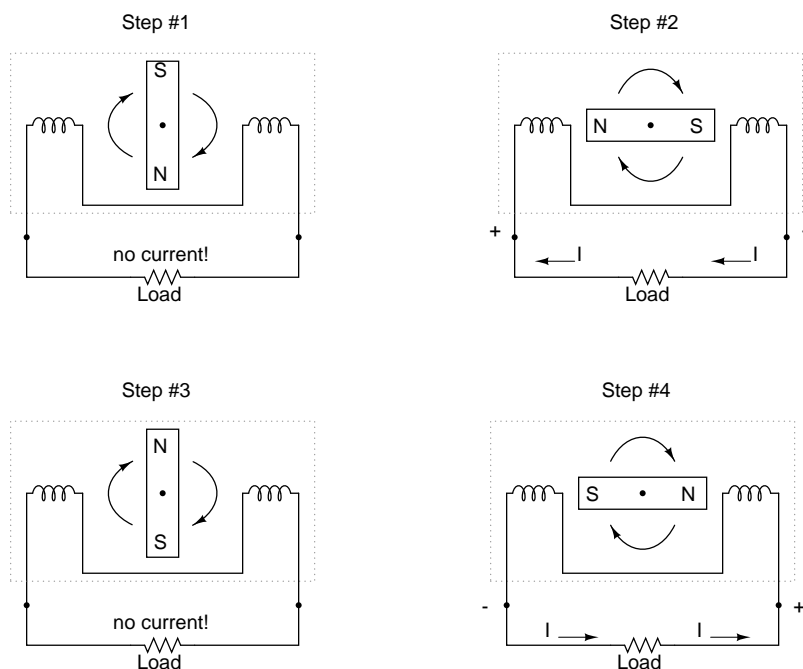 Step #1
S
N
no current!
Load
Step #2
N S
+ -
I I
Load
Step #3
N
S
no current!
Load
Step #4
S N
- +
I I
Load